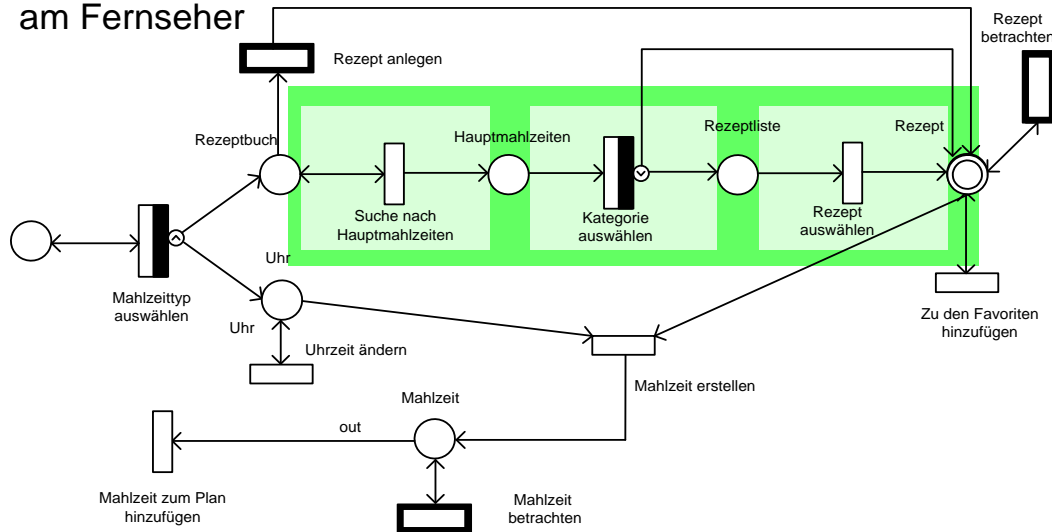 am Fernseher
Rezept
betrachten
Rezept anlegen
Rezeptbuch
Hauptmahlzeiten
Rezeptliste
Rezept
Suche nach
Hauptmahlzeiten
Kategorie
auswählen
Rezept
auswählen
Uhr
Mahlzeittyp
auswählen
Uhr
Zu den Favoriten
hinzufügen
Uhrzeit ändern
Mahlzeit erstellen
Mahlzeit
out
Mahlzeit zum Plan
hinzufügen
Mahlzeit
betrachten